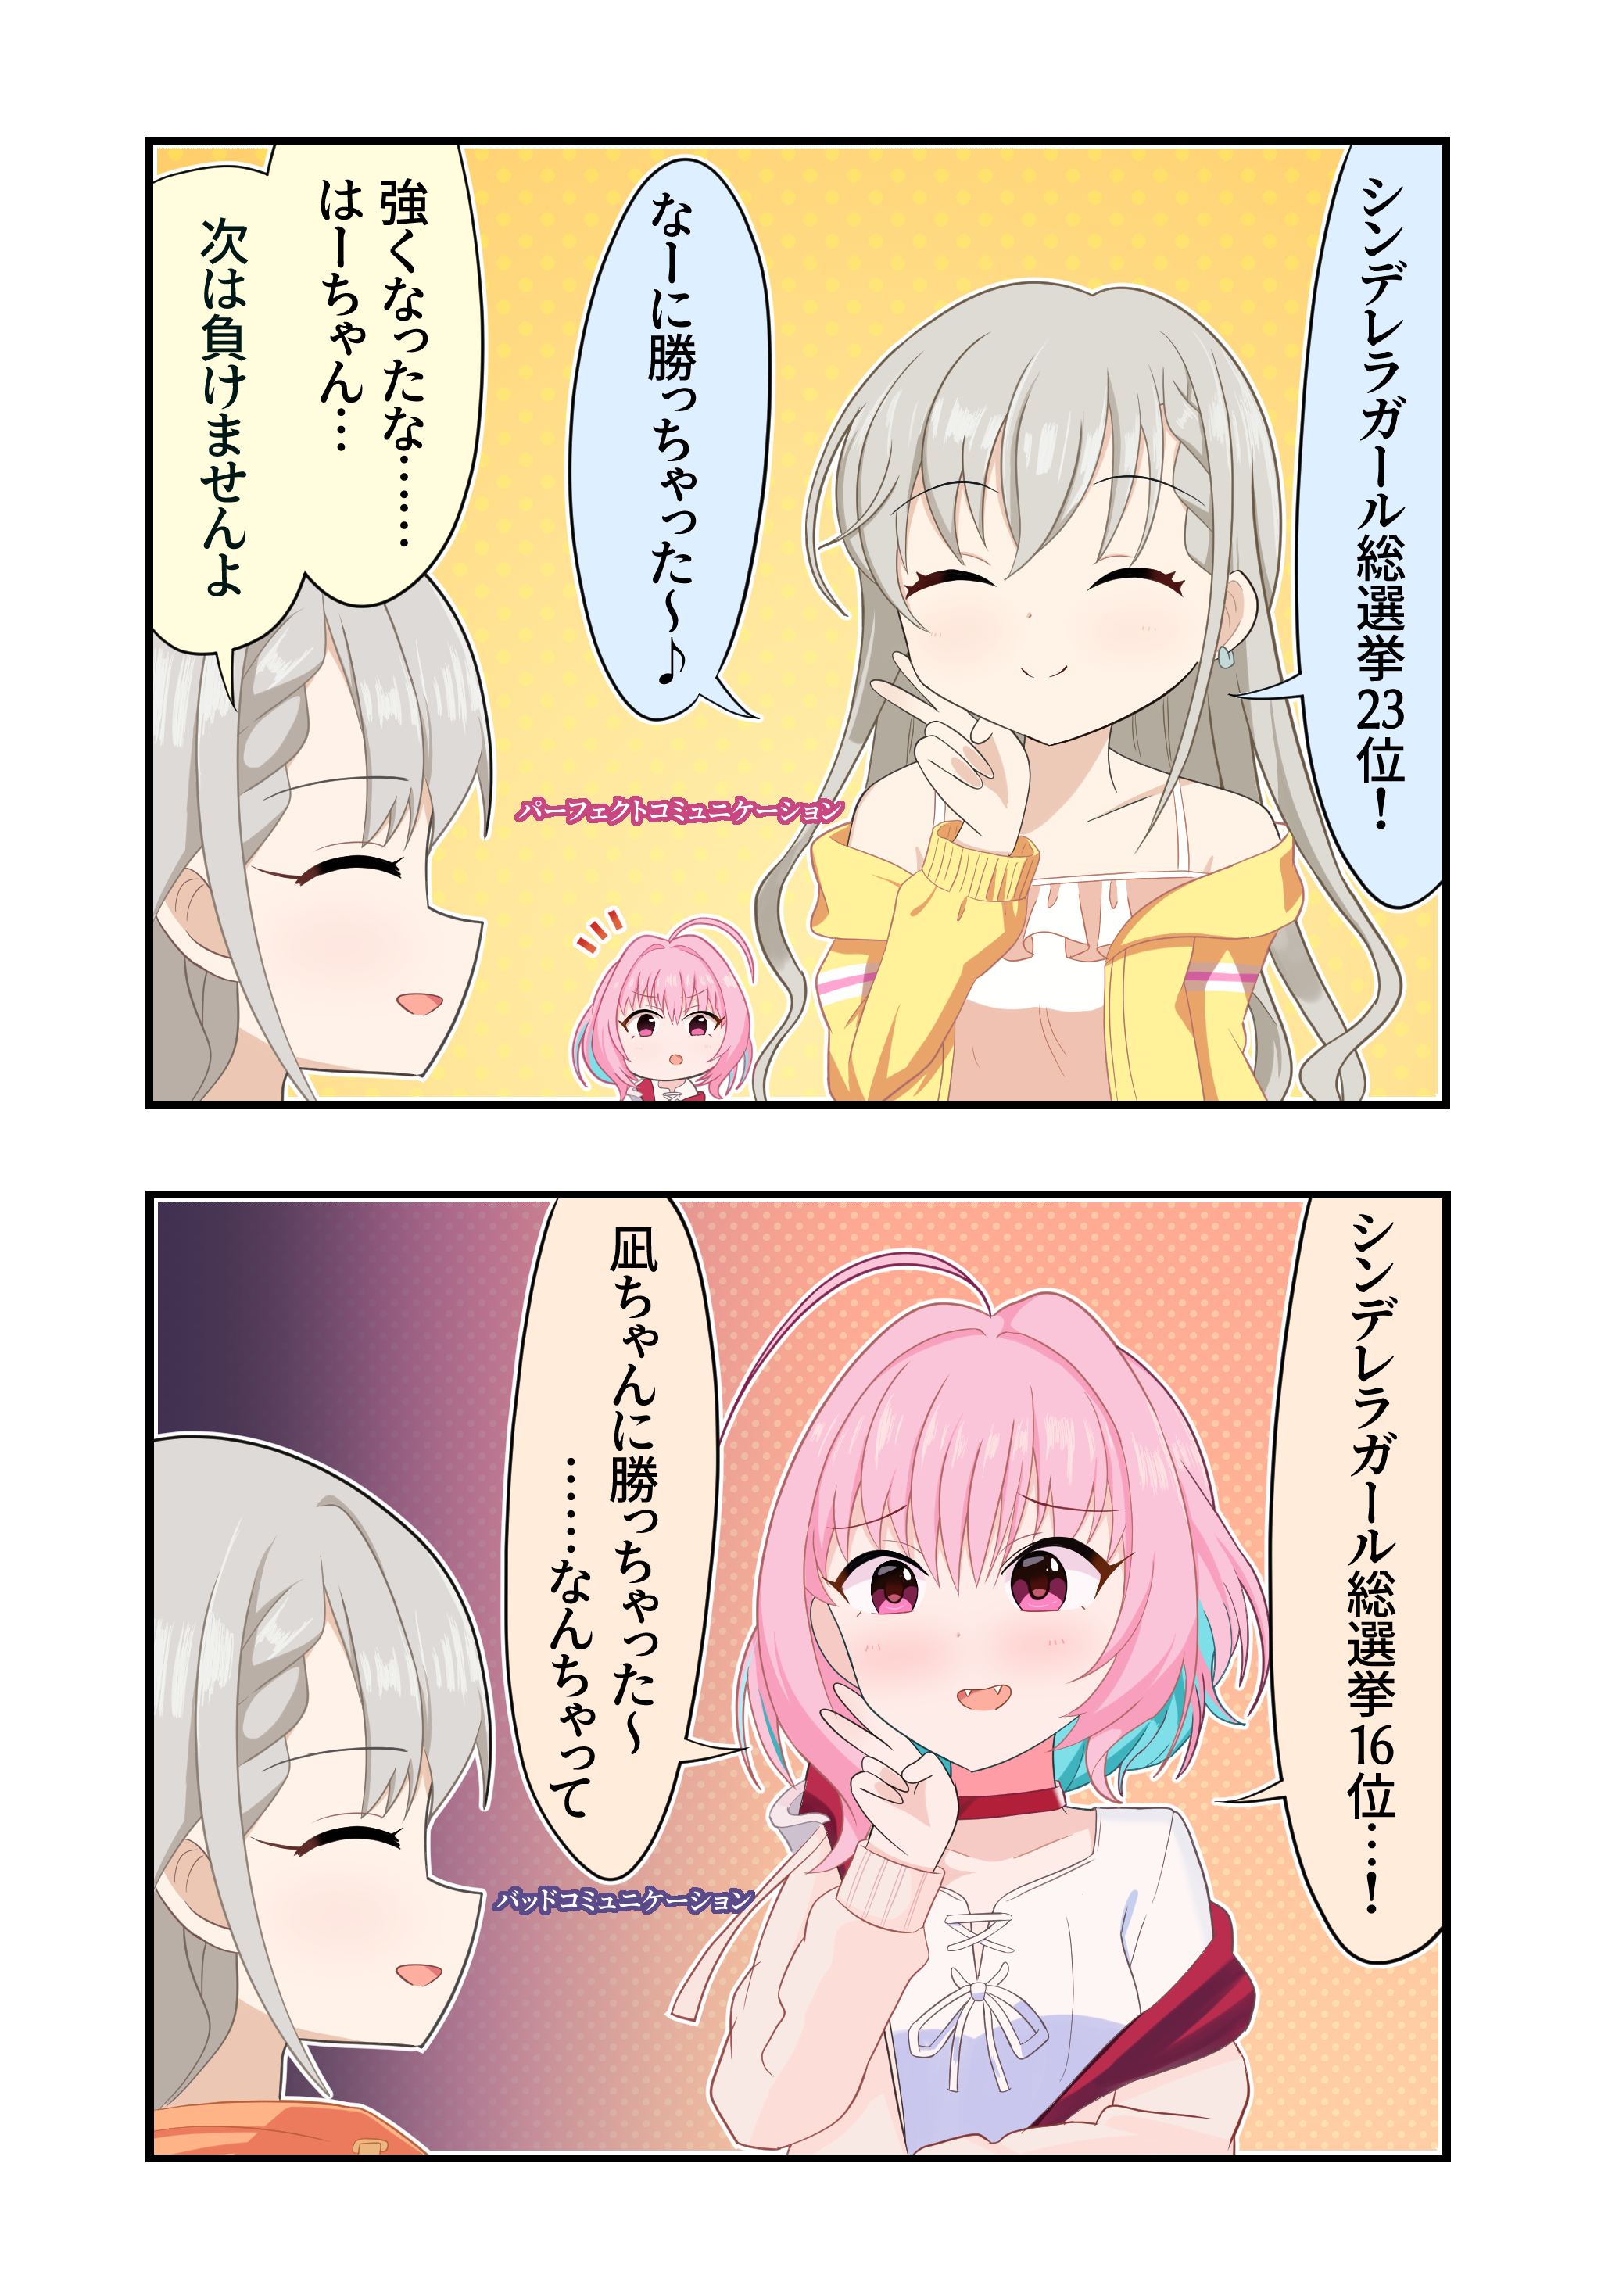 シンデレラガール総選挙23位！
なーに勝っちゃった～♪
強くなったな………
はーちゃん…
次は負けませんよ
パーフェクトコミュニケーション
シンデレラガール総選挙16位……！
凪ちゃんに勝っちゃった～
………なんちゃって
バッドコミュニケーション